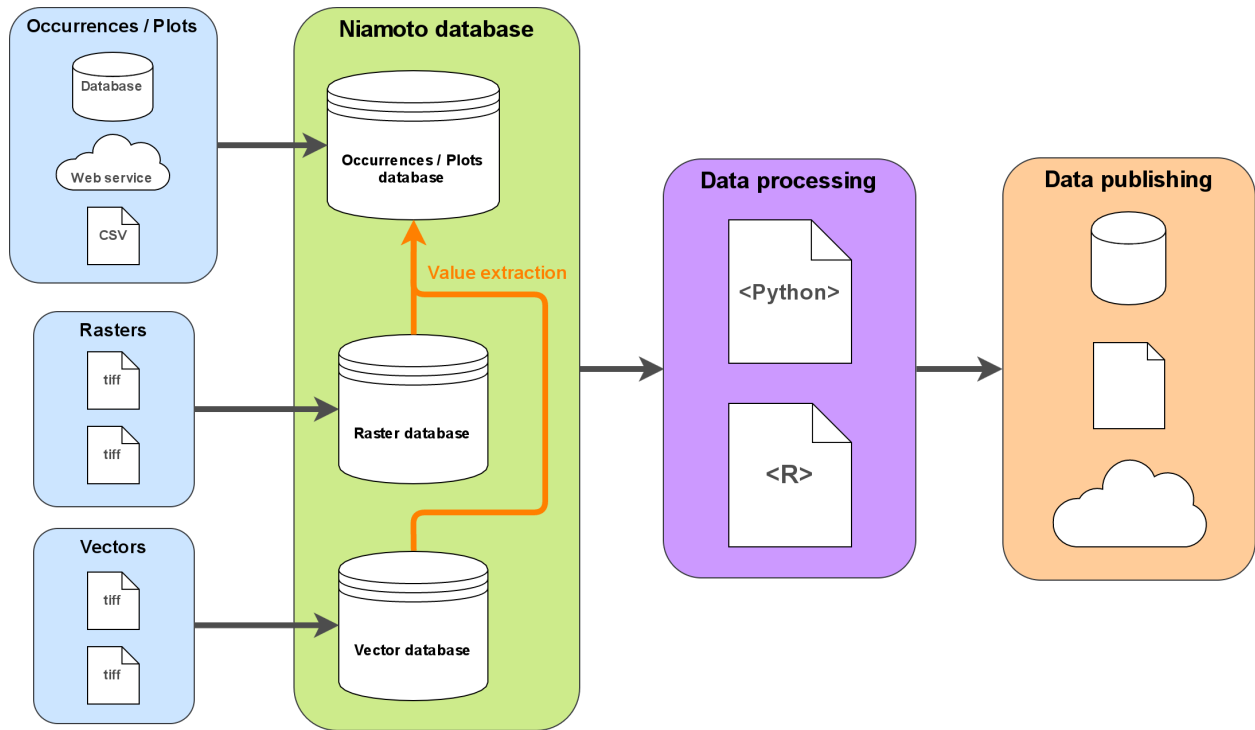 Occurrences / Plots
Database
Web service
CSV
Rasters
tiff
tiff
Vectors
tiff
tiff
Niamoto database
Occurrences / Plots
database
Value extraction
Raster database
Vector database
Data processing
<Python>
<R>
Data publishing